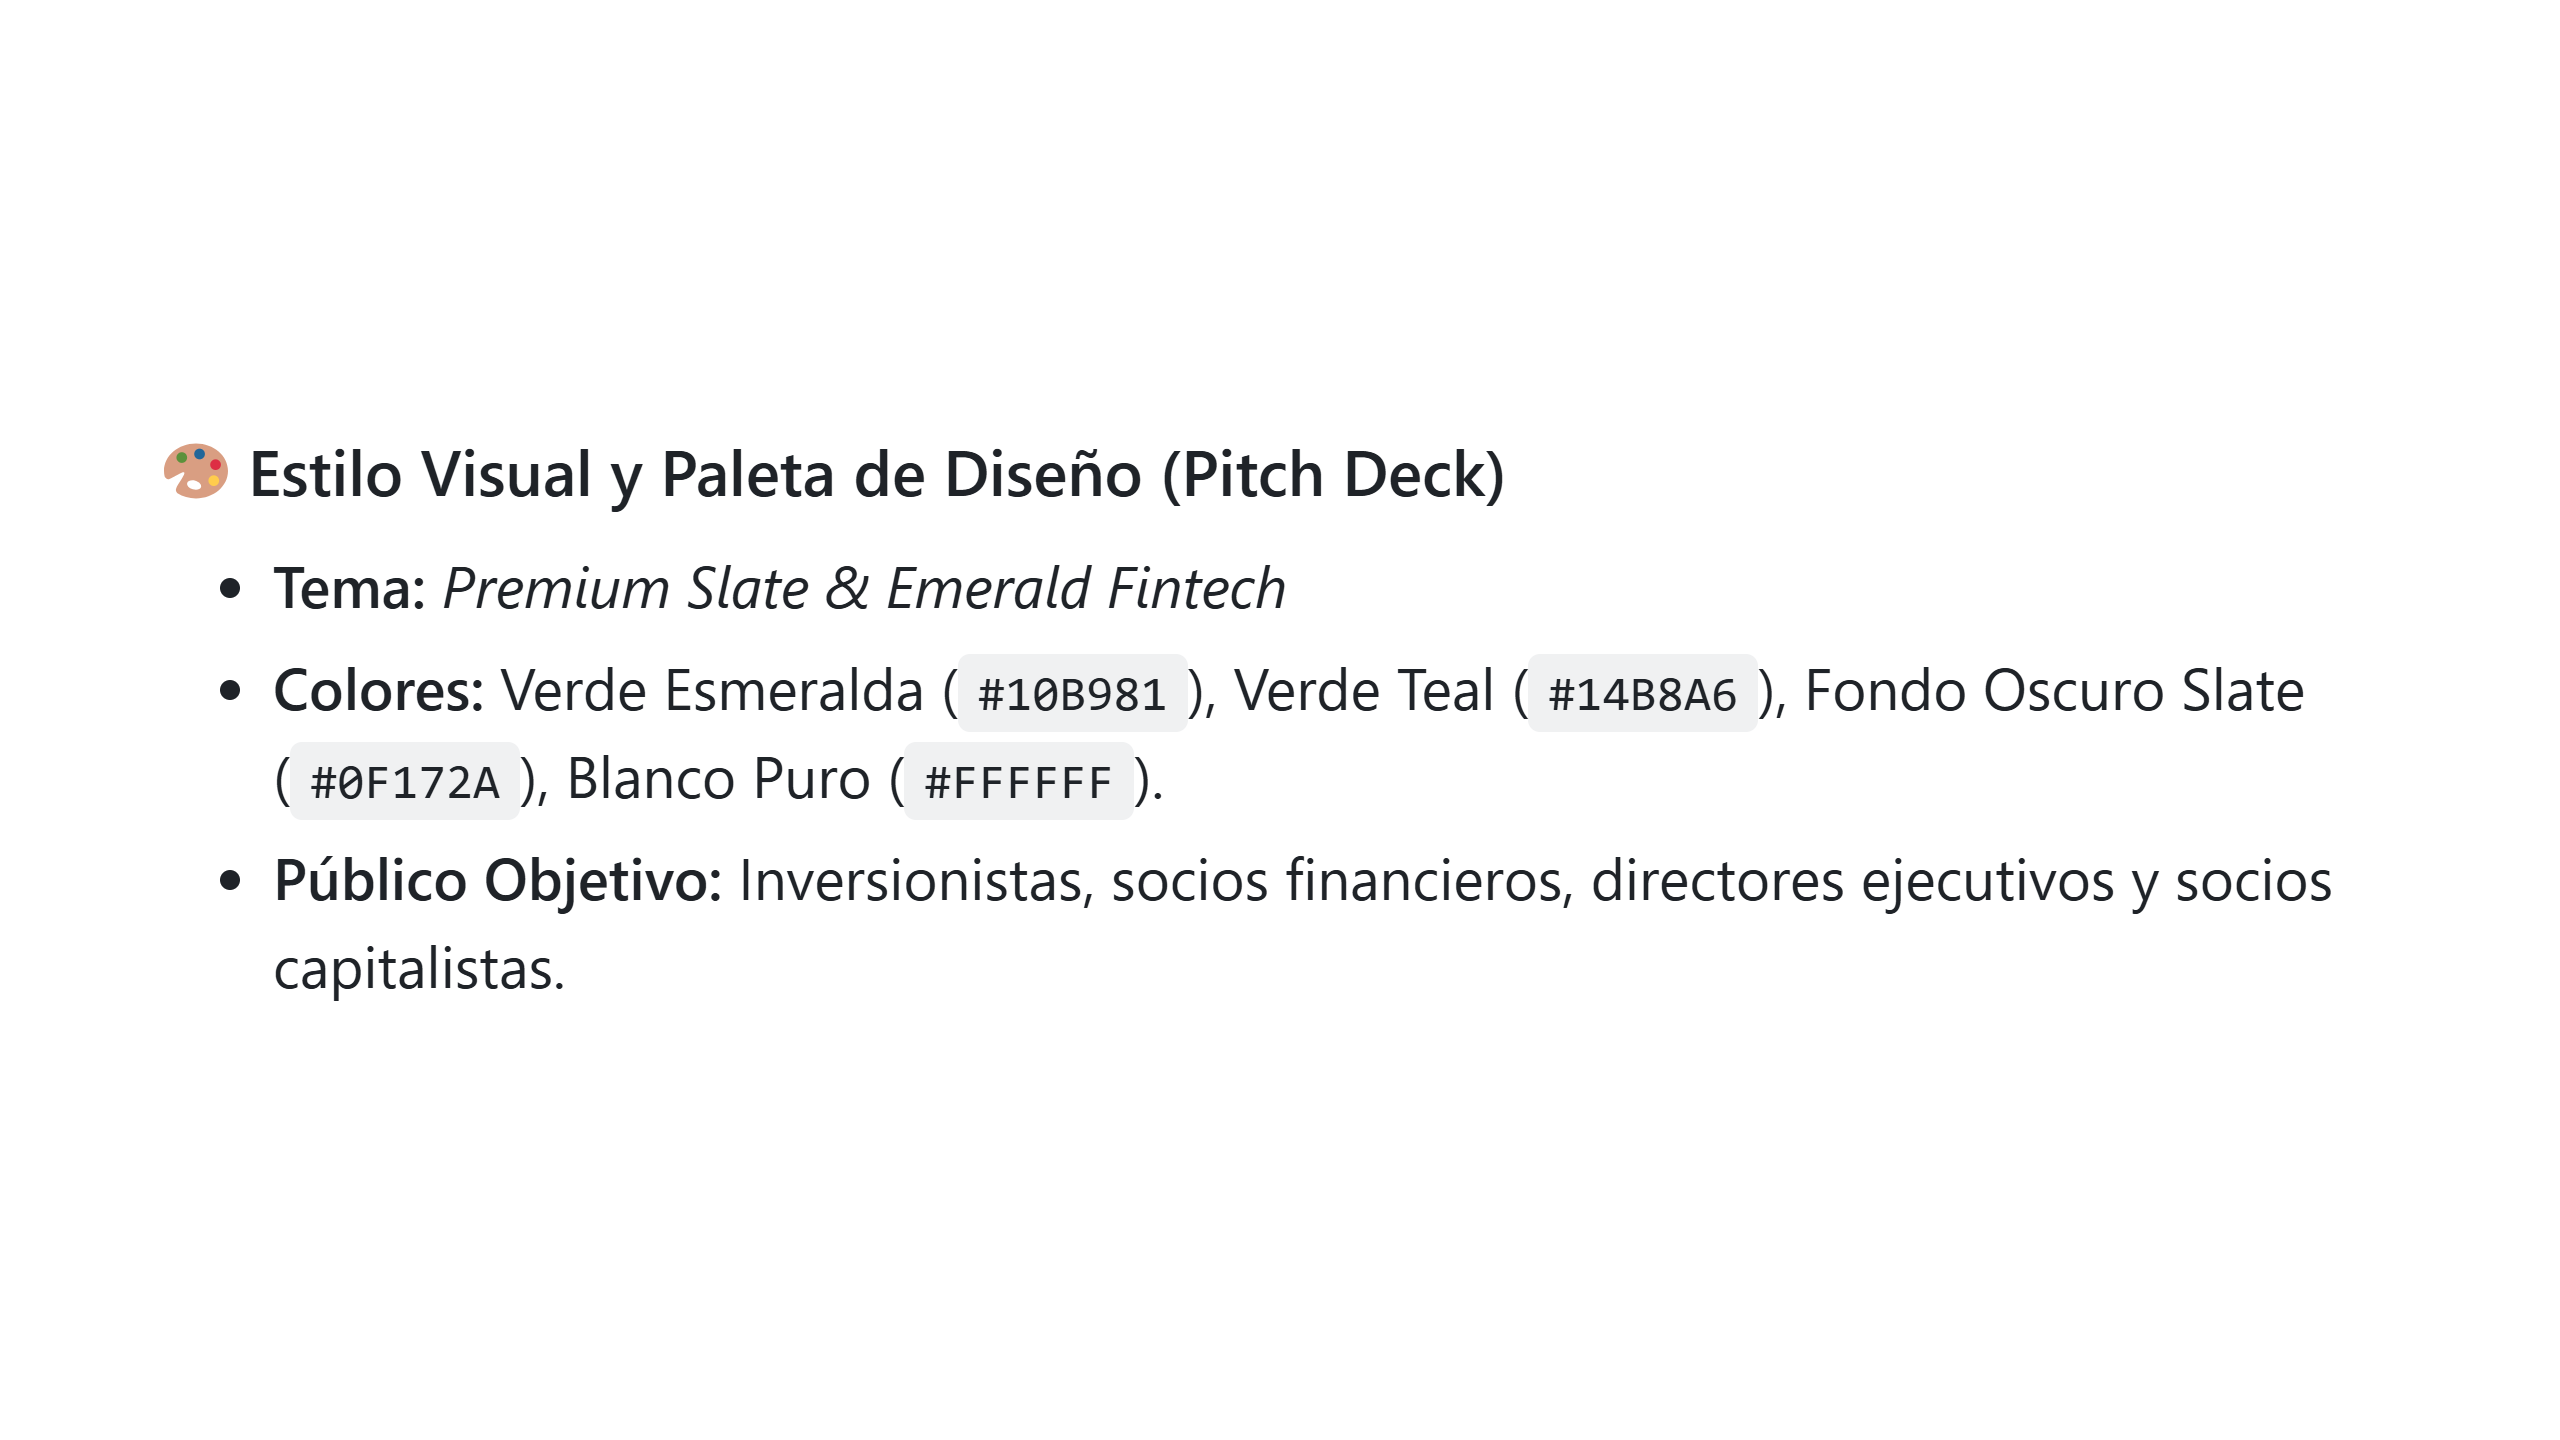 🎨 Estilo Visual y Paleta de Diseño (Pitch Deck)
• Tema: Premium Slate & Emerald Fintech
• Colores: Verde Esmeralda ( #10B981 ), Verde Teal ( #14B8A6 ), Fondo Oscuro Slate
( #0F172A ), Blanco Puro ( #FFFFFF ).
• Público Objetivo: Inversionistas, socios financieros, directores ejecutivos y socios
capitalistas.